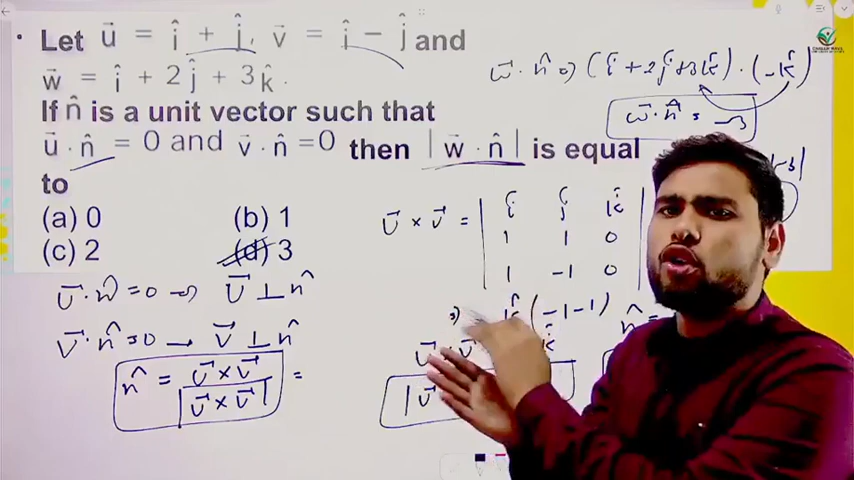 • Let u⃗ = î + ĵ, v⃗ = î − ĵ and
w⃗ = î + 2ĵ + 3k̂.
If n̂ is a unit vector such that
u⃗ · n̂ = 0 and v⃗ · n̂ = 0 then | w⃗ · n̂ | is equal
to
(a) 0 (b) 1
(c) 2 (d) 3
w⃗ · n̂ ⇒ (î + 2ĵ + 3k̂) · (−k̂)
w⃗ · n̂ = −3
u⃗ × v⃗ = | î ĵ k̂
1 1 0
1 −1 0 |
k̂ (−1−1)
u⃗ · n̂ = 0 ⇒ u⃗ ⊥ n̂
v⃗ · n̂ = 0 → v⃗ ⊥ n̂
n̂ = u⃗ × v⃗ / |u⃗ × v⃗| =